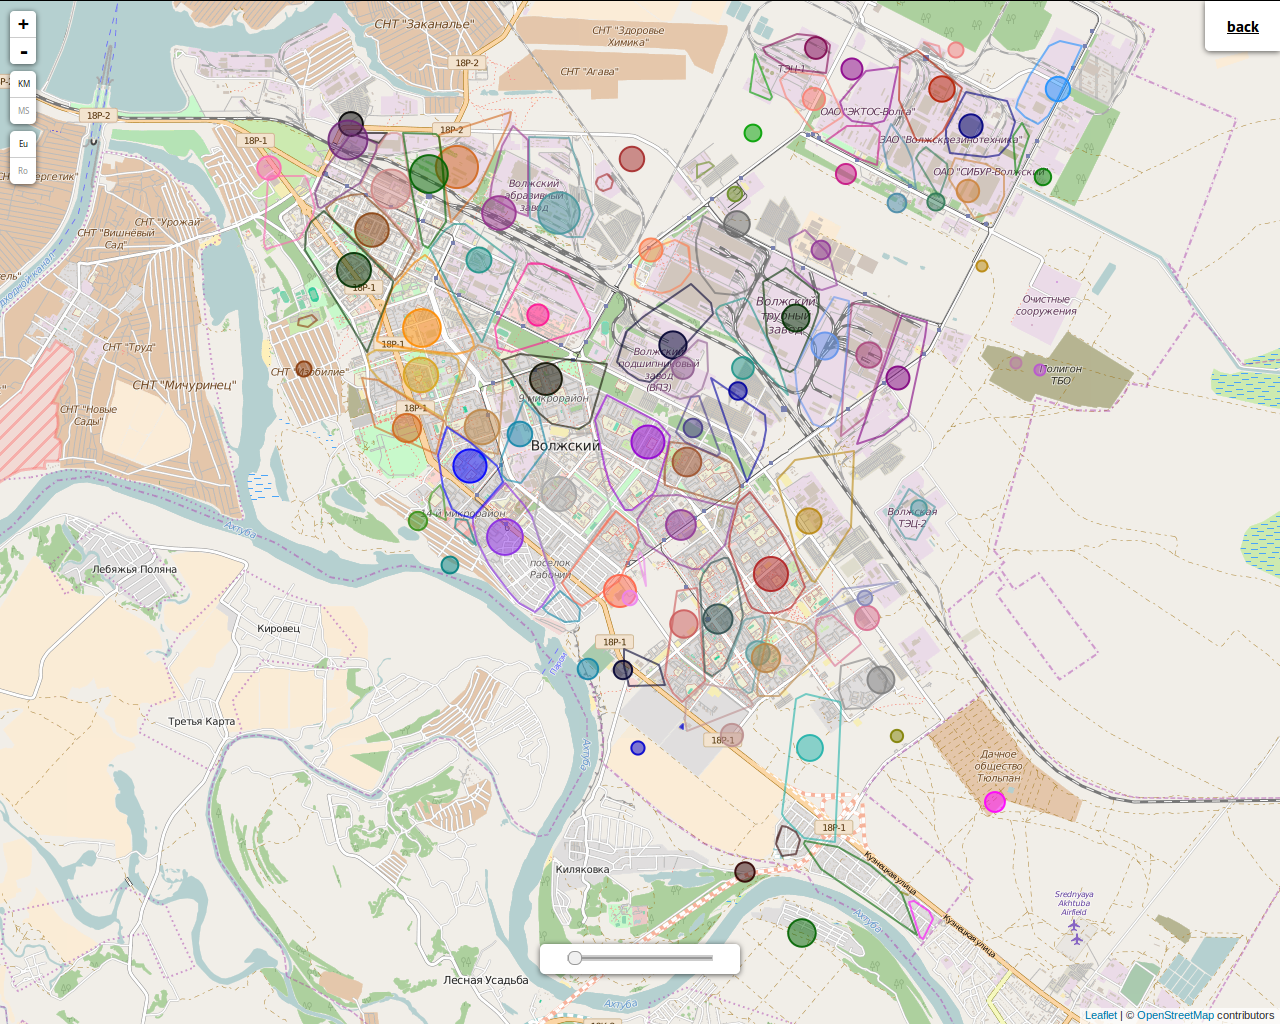 +
-
KM
MS
Eu
Ro
back
СНТ "Заканалье"
СНТ "Здоровье
Химика"
СНТ "Агава"
18Р-2
18Р-2
18Р-2
18Р-1
ТЭЦ-1
ОАО "ЭКТОС-Волга"
ЗАО "Волжскрезинотехника"
ОАО "СИБУР-Волжский"
Волжский
абразивный
завод
СНТ "Урожай"
СНТ "Вишнёвый
Сад"
18Р-1
Волжский
трубный
завод
Очистные
сооружения
СНТ "Труд"
18Р-1
СНТ "Изобилие"
СНТ "Мичуринец"
СНТ "Новые
Сады"
Волжский
подшипниковый
завод
(ВПЗ)
Полигон
ТБО
9 микрорайон
18Р-1
Волжский
14-й микрорайон
Волжская
ТЭЦ-2
Ахтуба
Лебяжья Поляна
поселок
Рабочий
Кировец
18Р-1
Паром
Третья Карта
18Р-1
Ахтуба
Дачное
общество
Тюльпан
18Р-1
Киляковка
Кузнецкая улица
Кузнецкая улица
Ахтуба
Srednyaya
Akhtuba
Airfield
Лесная Усадьба
Ахтуба
Leaflet | © OpenStreetMap contributors